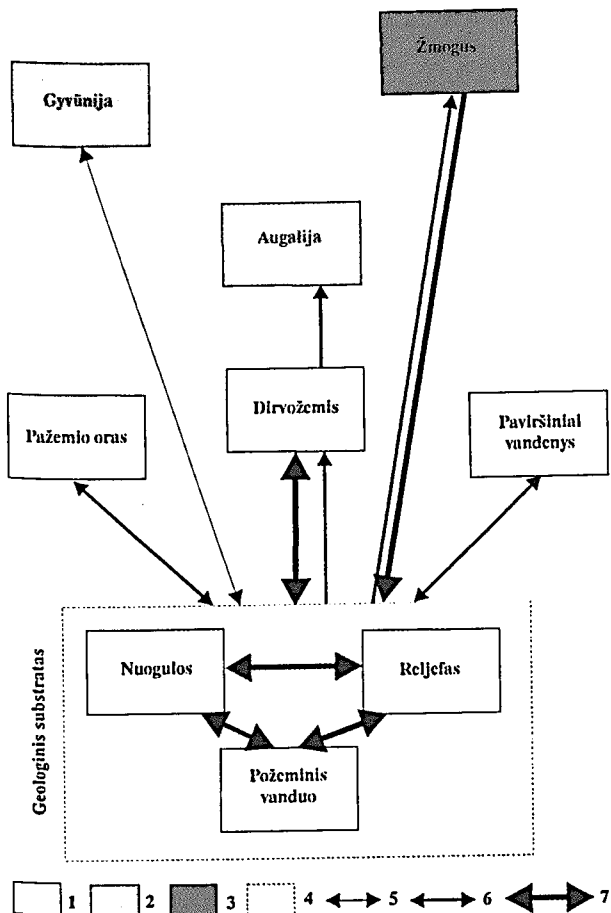 Žmogus
Gyvūnija
Augalija
Dirvožemis
Pažemio oras
Paviršiniai
vandenys
Geologinis substratas
Nuogulos
Reljefas
Požeminis
vanduo
1 2 3 4 5 6 7